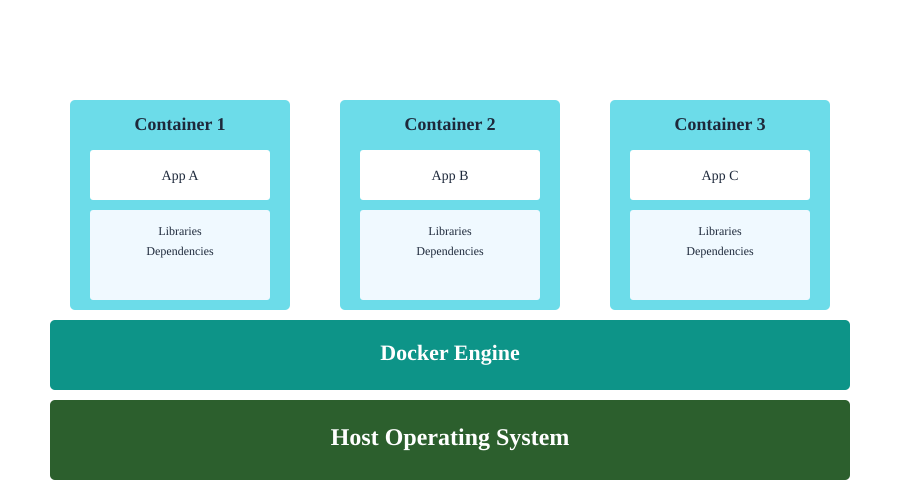 Container 1
App A
Libraries
Dependencies
Container 2
App B
Libraries
Dependencies
Container 3
App C
Libraries
Dependencies
Docker Engine
Host Operating System